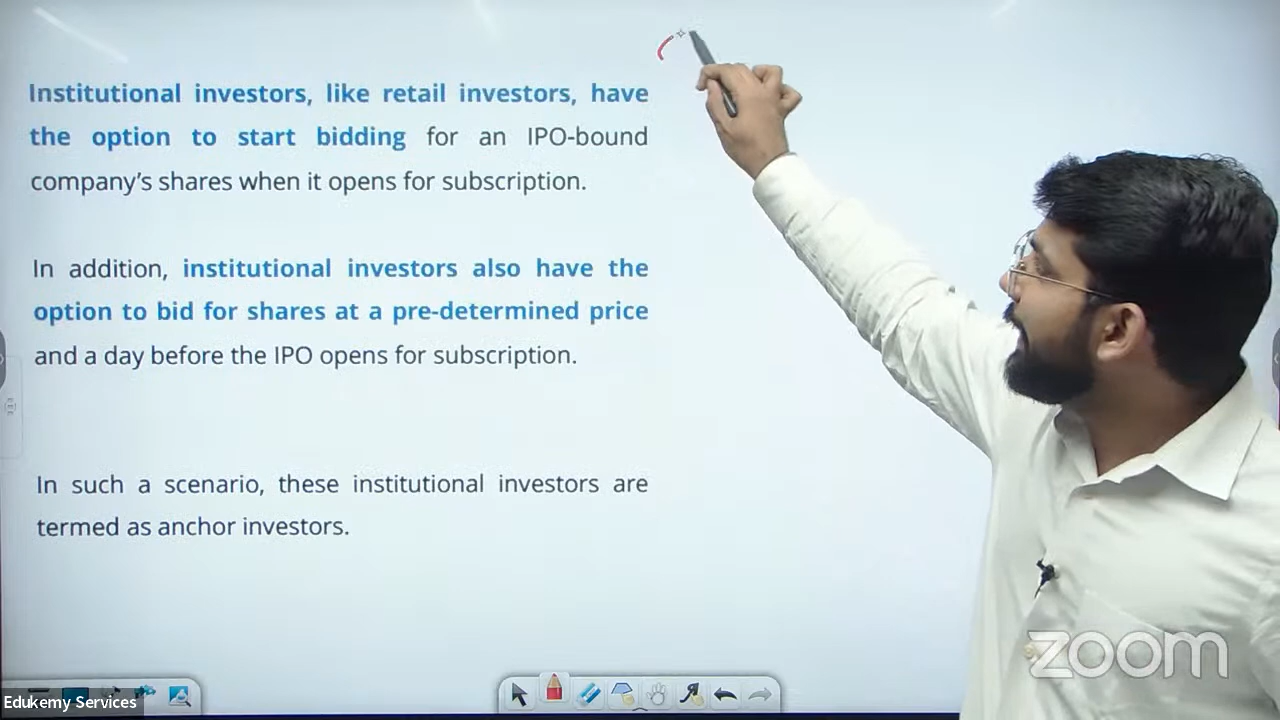 Institutional investors, like retail investors, have
the option to start bidding for an IPO-bound
company's shares when it opens for subscription.
In addition, institutional investors also have the
option to bid for shares at a pre-determined price
and a day before the IPO opens for subscription.
In such a scenario, these institutional investors are
termed as anchor investors.
zoom
Edukemy Services